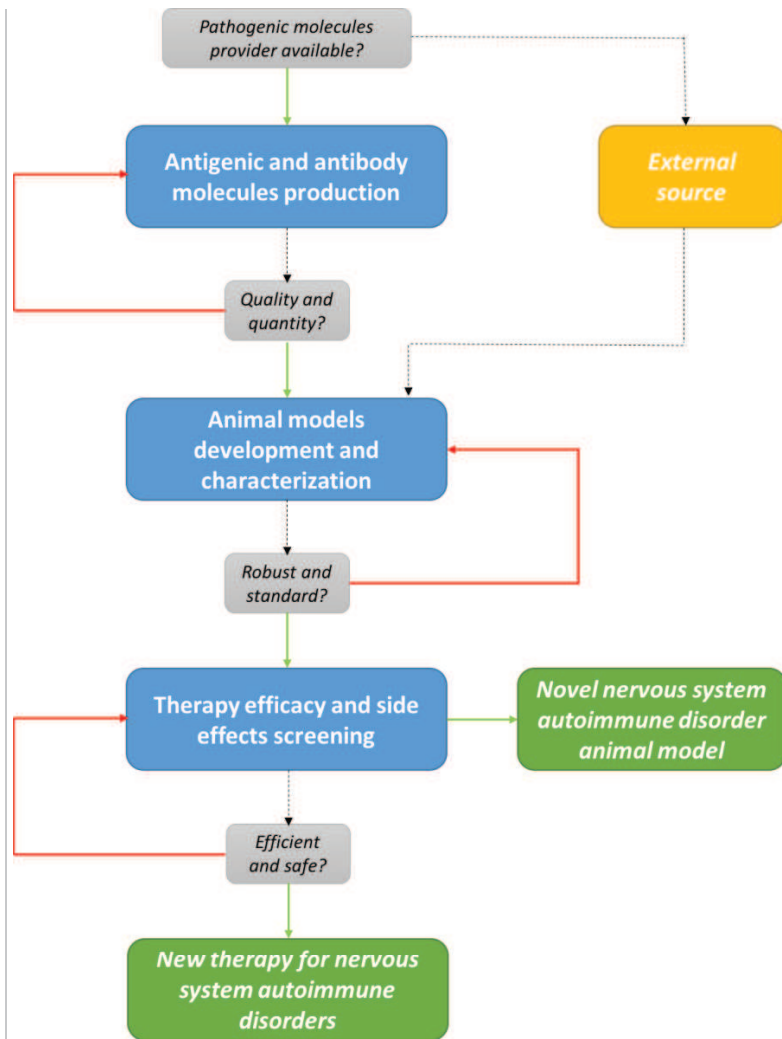 Pathogenic molecules
provider available?
Antigenic and antibody
molecules production
External
source
Quality and
quantity?
Animal models
development and
characterization
Robust and
standard?
Therapy efficacy and side
effects screening
Novel nervous system
autoimmune disorder
animal model
Efficient
and safe?
New therapy for nervous
system autoimmune
disorders